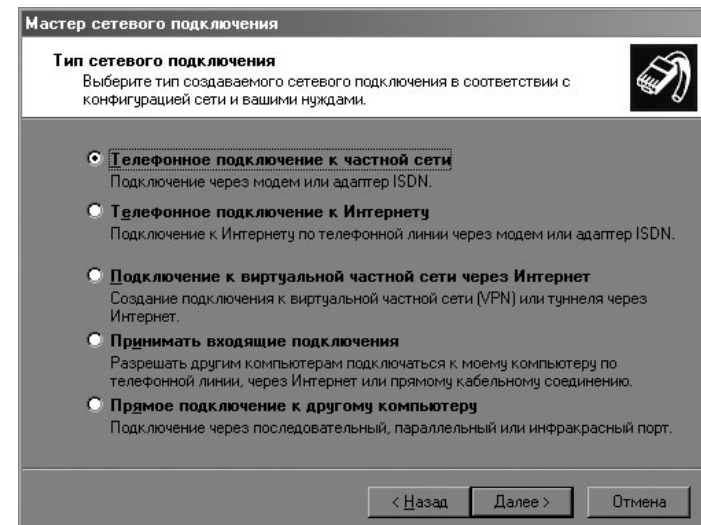 Мастер сетевого подключения
Тип сетевого подключения
Выберите тип создаваемого сетевого подключения в соответствии с
конфигурацией сети и вашими нуждами.
Телефонное подключение к частной сети
Подключение через модем или адаптер ISDN.
Телефонное подключение к Интернету
Подключение к Интернету по телефонной линии через модем или адаптер ISDN.
Подключение к виртуальной частной сети через Интернет
Создание подключения к виртуальной частной сети (VPN) или туннеля через
Интернет.
Принимать входящие подключения
Разрешать другим компьютерам подключаться к моему компьютеру по
телефонной линии, через Интернет или прямому кабельному соединению.
Прямое подключение к другому компьютеру
Подключение через последовательный, параллельный или инфракрасный порт.
< Назад Далее > Отмена